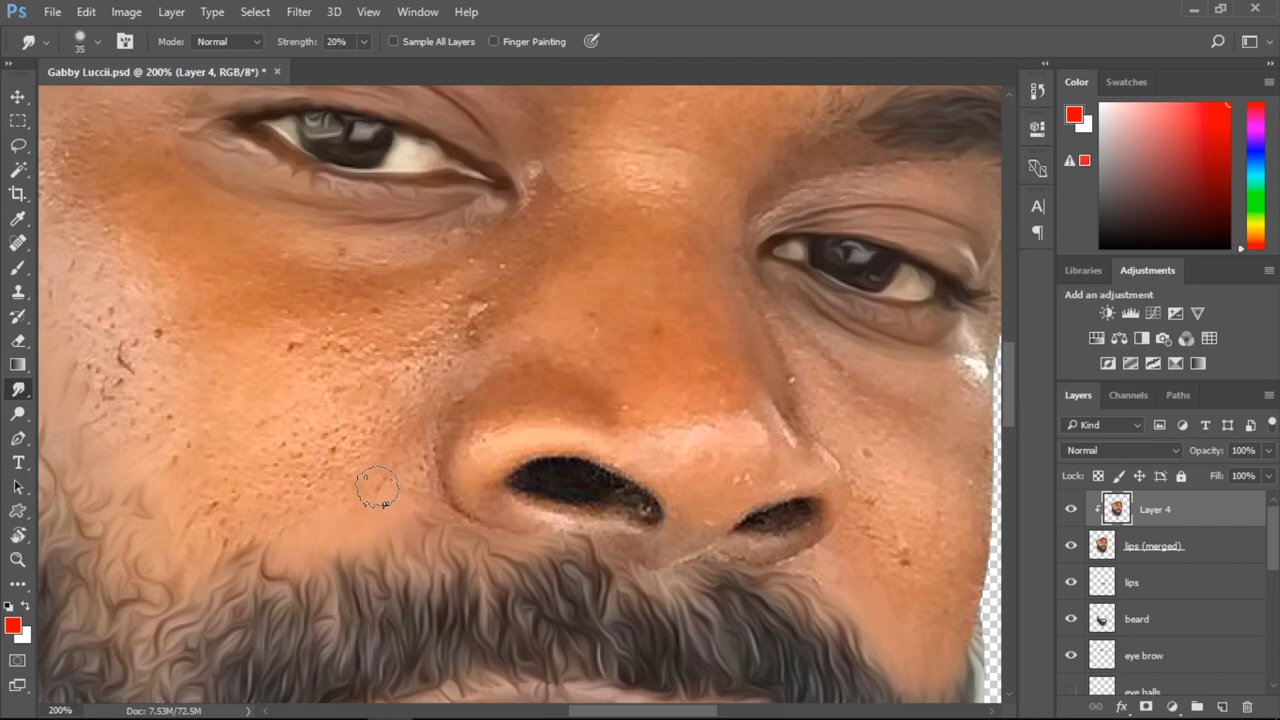 Ps File Edit Image Layer Type Select Filter 3D View Window Help
35 Mode: Normal Strength: 20% Sample All Layers Finger Painting
Gabby Luccii.psd @ 200% (Layer 4, RGB/8*) * ×
Color Swatches
Libraries Adjustments
Add an adjustment
Layers Channels Paths
Kind
Normal Opacity: 100%
Lock: Fill: 100%
Layer 4
lips (merged)
lips
beard
eye brow
eye balls
200% Doc: 7.53M/72.5M